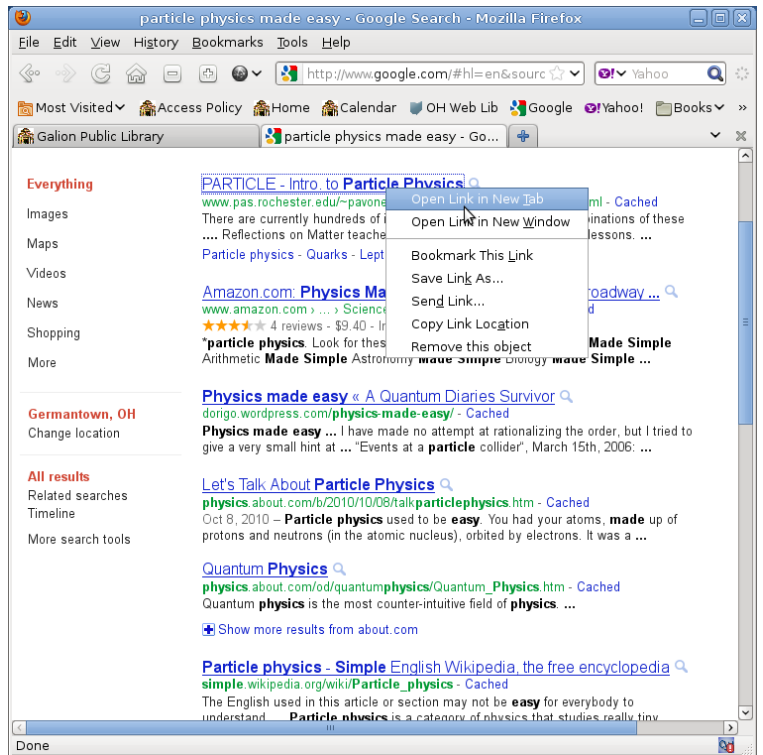 particle physics made easy - Google Search - Mozilla Firefox
File Edit View History Bookmarks Tools Help
http://www.google.com/#hl=en&sourc Yahoo
Most Visited Access Policy Home Calendar OH Web Lib Google Yahoo! Books »
Galion Public Library particle physics made easy - Go...
Everything
Images
Maps
Videos
News
Shopping
More
Germantown, OH
Change location
All results
Related searches
Timeline
More search tools
PARTICLE - Intro. to Particle Physics
www.pas.rochester.edu/~pavone ml - Cached
There are currently hundreds of inations of these
.... Reflections on Matter teache lessons. ...
Particle physics - Quarks - Lept
Open Link in New Tab
Open Link in New Window
Bookmark This Link
Save Link As...
Send Link...
Copy Link Location
Remove this object
Amazon.com: Physics Ma roadway ...
www.amazon.com › ... › Science d
4 reviews - $9.40 - In
*particle physics. Look for thes Made Simple
Arithmetic Made Simple Astronomy Made Simple Biology Made Simple ...
Physics made easy « A Quantum Diaries Survivor
dorigo.wordpress.com/physics-made-easy/ - Cached
Physics made easy ... I have made no attempt at rationalizing the order, but I tried to
give a very small hint at ... “Events at a particle collider“, March 15th, 2006: ...
Let's Talk About Particle Physics
physics.about.com/b/2010/10/08/talkparticlephysics.htm - Cached
Oct 8, 2010 – Particle physics used to be easy. You had your atoms, made up of
protons and neutrons (in the atomic nucleus), orbited by electrons. It was a ...
Quantum Physics
physics.about.com/od/quantumphysics/Quantum_Physics.htm - Cached
Quantum physics is the most counter-intuitive field of physics. ...
Show more results from about.com
Particle physics - Simple English Wikipedia, the free encyclopedia
simple.wikipedia.org/wiki/Particle_physics - Cached
The English used in this article or section may not be easy for everybody to
understand. ... Particle physics is a category of physics that studies really tiny
Done